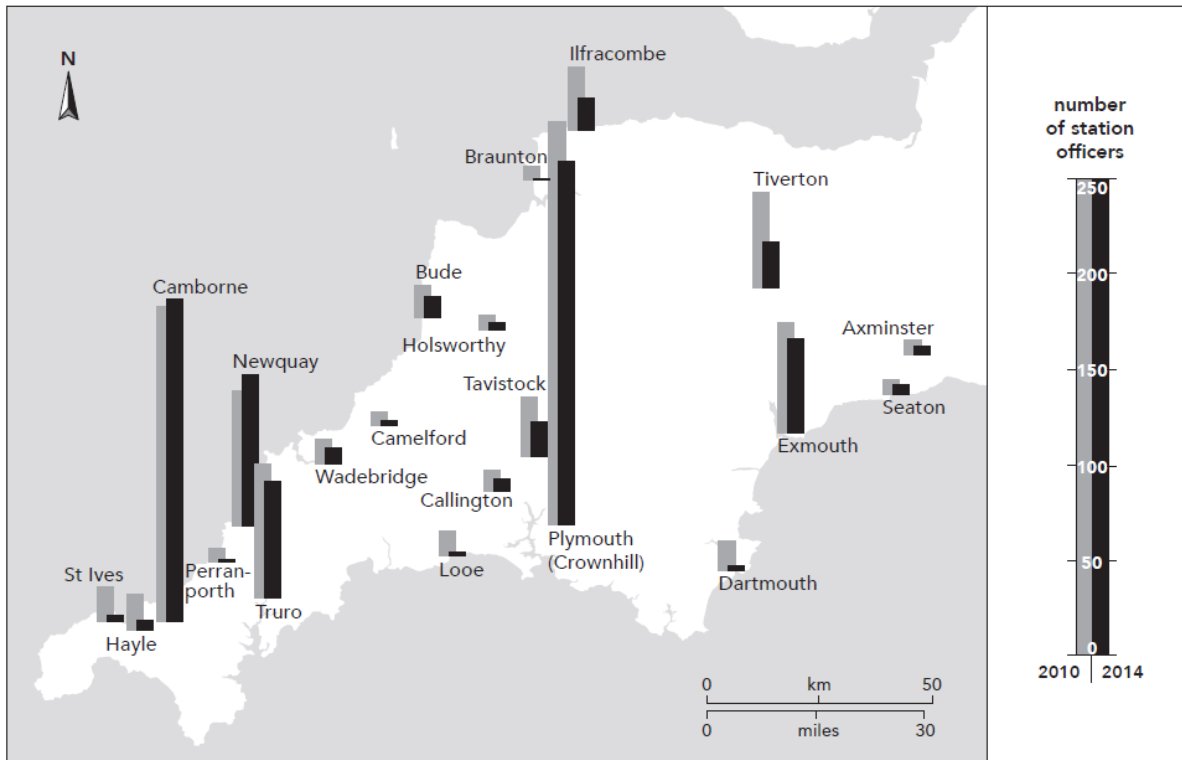 N
Ilfracombe
Braunton
Tiverton
Bude
Camborne
Holsworthy
Axminster
Newquay
Tavistock
Seaton
Camelford
Exmouth
Wadebridge
Callington
Plymouth
(Crownhill)
Looe
Dartmouth
St Ives
Perran-
porth
Truro
Hayle
0 km 50
0 miles 30
number
of station
officers
250
200
150
100
50
0
2010 2014